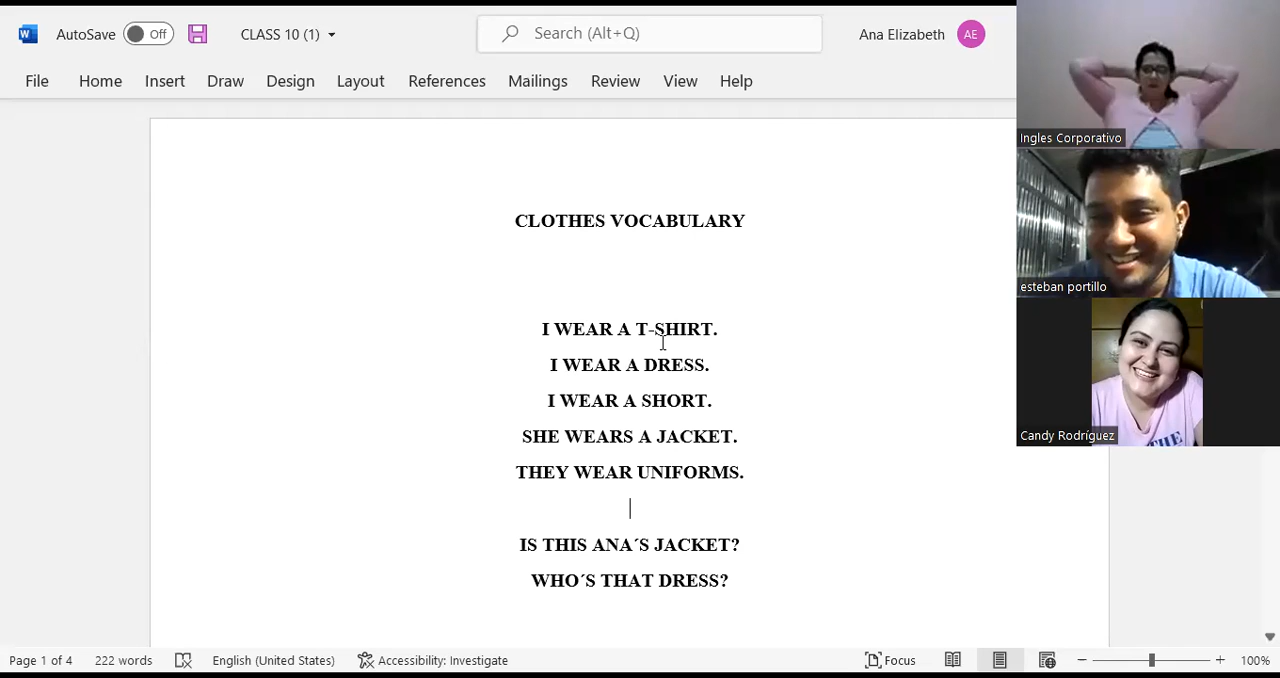 AutoSave Off CLASS 10 (1) Search (Alt+Q) Ana Elizabeth AE
File Home Insert Draw Design Layout References Mailings Review View Help
Ingles Corporativo
esteban portillo
Candy Rodríguez
THE
CLOTHES VOCABULARY
I WEAR A T-SHIRT.
I WEAR A DRESS.
I WEAR A SHORT.
SHE WEARS A JACKET.
THEY WEAR UNIFORMS.
IS THIS ANA´S JACKET?
WHO´S THAT DRESS?
Page 1 of 4 222 words English (United States) Accessibility: Investigate Focus 100%